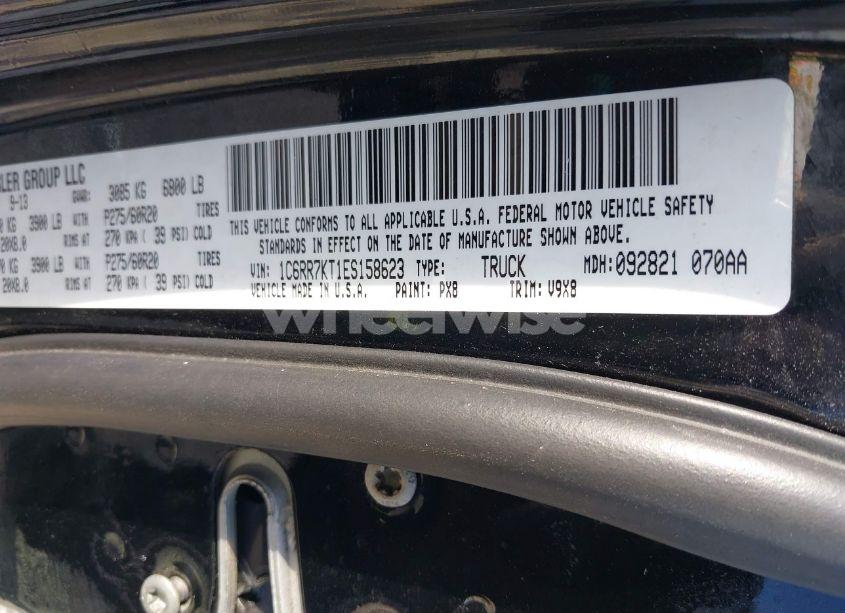 LER GROUP LLC
9-13 GVWR: 3085 KG 6800 LB
KG 3900 LB WITH P275/60R20 TIRES
20X8.0 RIMS AT 270 KPA ( 39 PSI) COLD
KG 3900 LB WITH P275/60R20 TIRES
20X8.0 RIMS AT 270 KPA ( 39 PSI) COLD
THIS VEHICLE CONFORMS TO ALL APPLICABLE U.S.A. FEDERAL MOTOR VEHICLE SAFETY
STANDARDS IN EFFECT ON THE DATE OF MANUFACTURE SHOWN ABOVE.
VIN: 1C6RR7KT1ES158623 TYPE: TRUCK MDH: 092821 070AA
VEHICLE MADE IN U.S.A. PAINT: PX8 TRIM: V9X8
wheelwise